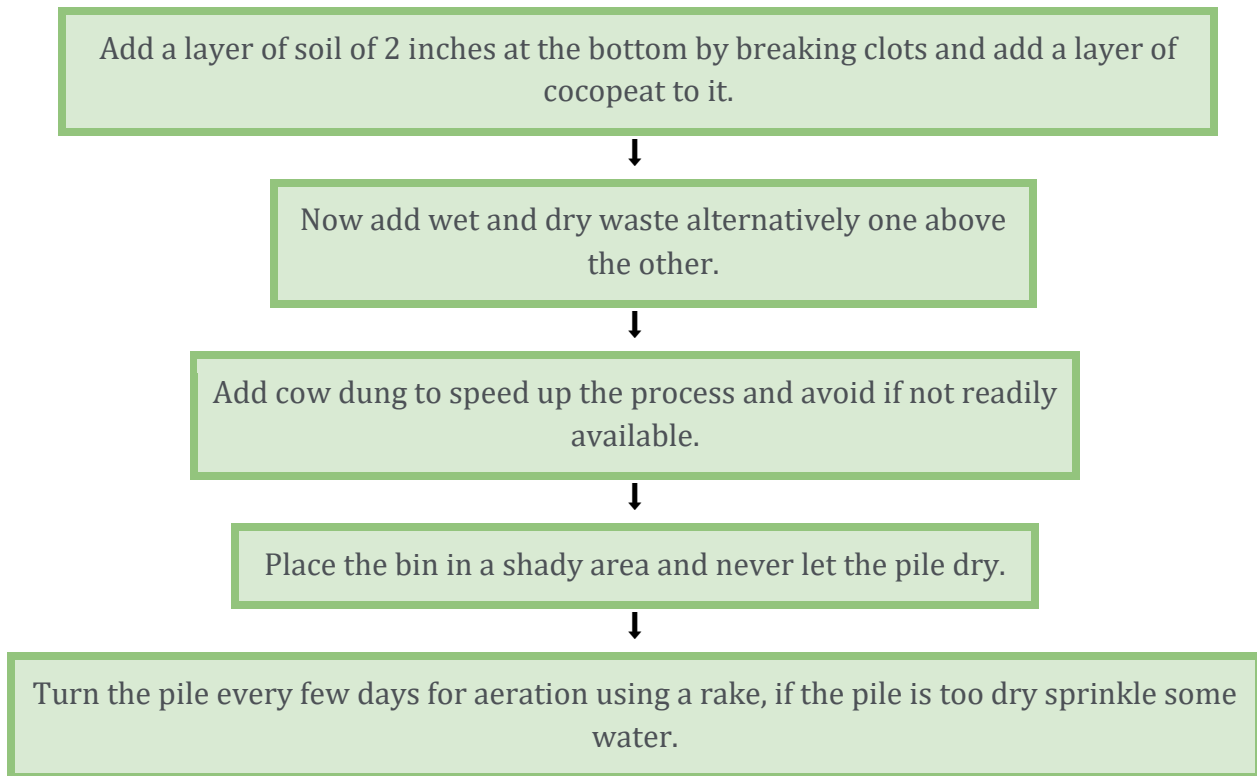 Add a layer of soil of 2 inches at the bottom by breaking clots and add a layer of
cocopeat to it.
Now add wet and dry waste alternatively one above
the other.
Add cow dung to speed up the process and avoid if not readily
available.
Place the bin in a shady area and never let the pile dry.
Turn the pile every few days for aeration using a rake, if the pile is too dry sprinkle some
water.